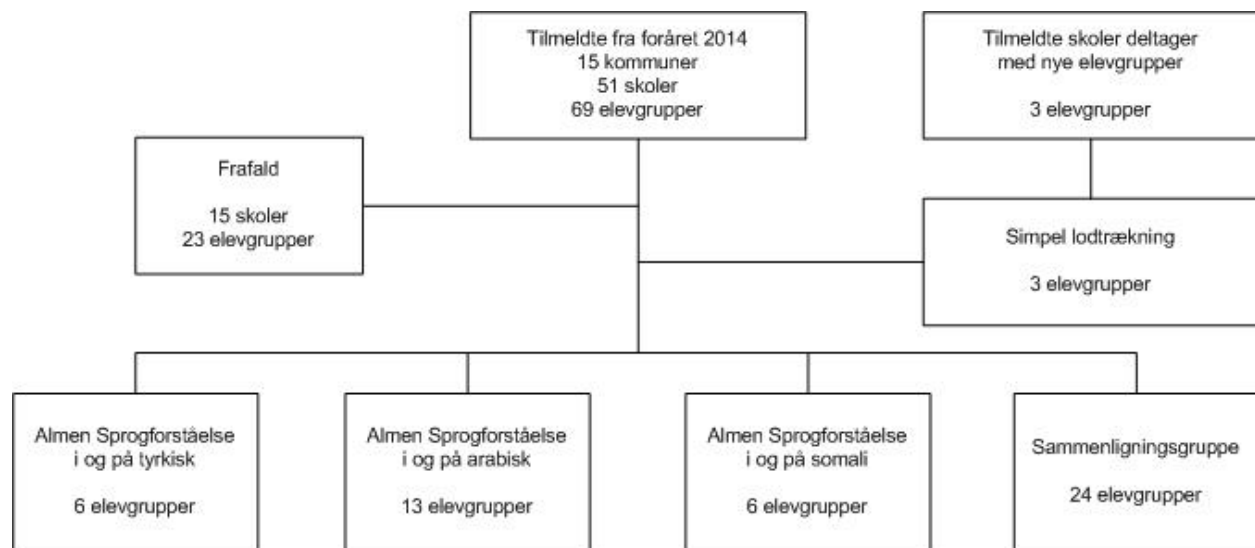 Tilmeldte fra foråret 2014
15 kommuner
51 skoler
69 elevgrupper
Tilmeldte skoler deltager
med nye elevgrupper
3 elevgrupper
Frafald
15 skoler
23 elevgrupper
Simpel lodtrækning
3 elevgrupper
Almen Sprogforståelse
i og på tyrkisk
6 elevgrupper
Almen Sprogforståelse
i og på arabisk
13 elevgrupper
Almen Sprogforståelse
i og på somali
6 elevgrupper
Sammenligningsgruppe
24 elevgrupper